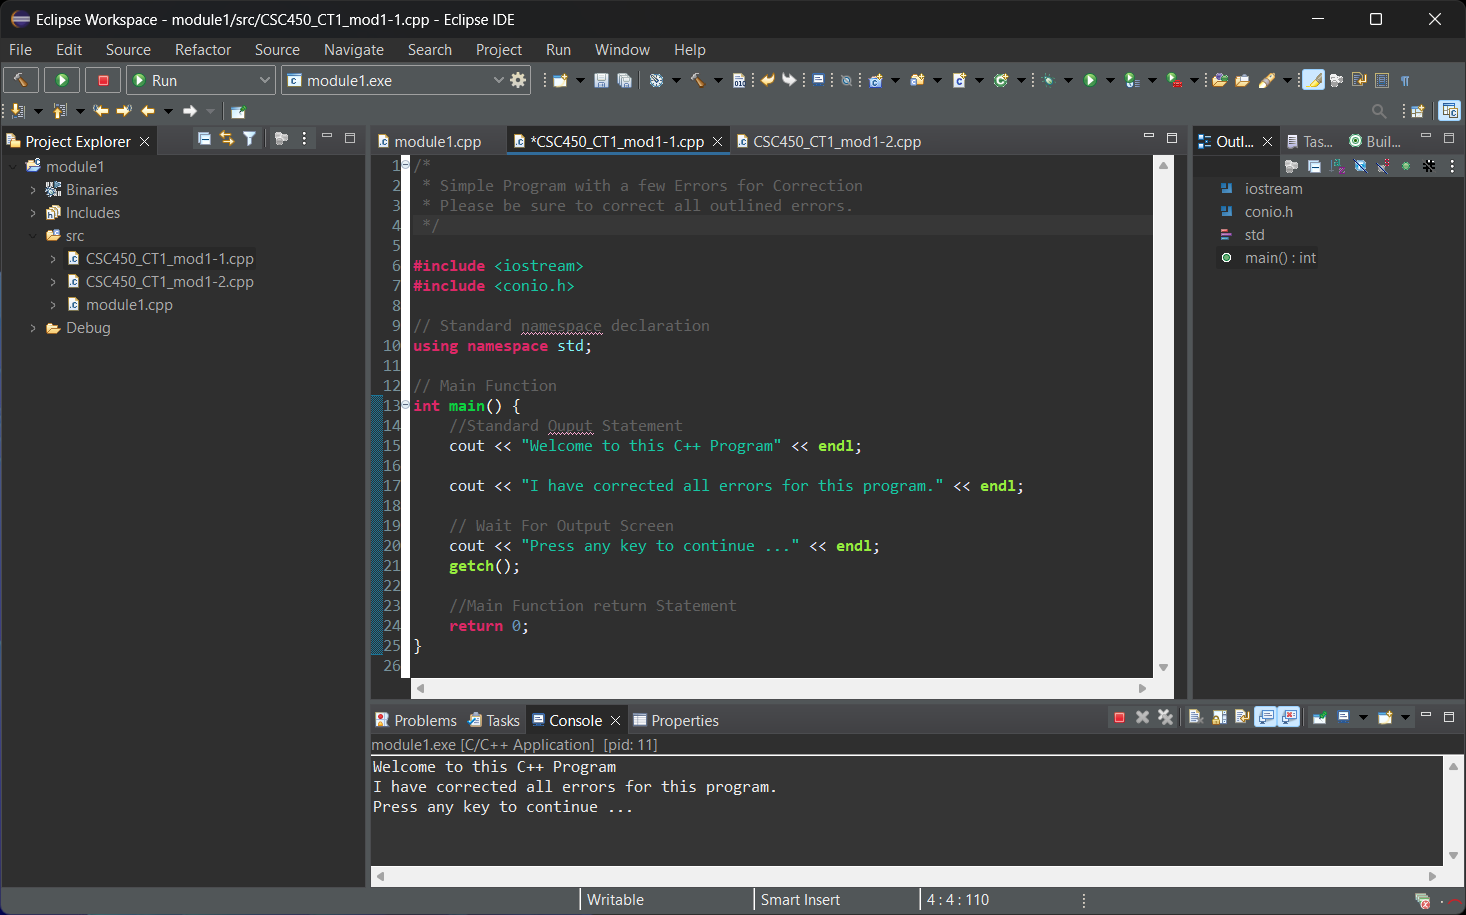 Eclipse Workspace - module1/src/CSC450_CT1_mod1-1.cpp - Eclipse IDE
File Edit Source Refactor Source Navigate Search Project Run Window Help
Run module1.exe
Project Explorer
module1
Binaries
Includes
src
CSC450_CT1_mod1-1.cpp
CSC450_CT1_mod1-2.cpp
module1.cpp
Debug
module1.cpp *CSC450_CT1_mod1-1.cpp CSC450_CT1_mod1-2.cpp
1 /*
2 * Simple Program with a few Errors for Correction
3 * Please be sure to correct all outlined errors.
4 */
5
6 #include <iostream>
7 #include <conio.h>
8
9 // Standard namespace declaration
10 using namespace std;
11
12 // Main Function
13 int main() {
14 //Standard Ouput Statement
15 cout << "Welcome to this C++ Program" << endl;
16
17 cout << "I have corrected all errors for this program." << endl;
18
19 // Wait For Output Screen
20 cout << "Press any key to continue ..." << endl;
21 getch();
22
23 //Main Function return Statement
24 return 0;
25 }
26
Outl... Tas... Buil...
iostream
conio.h
std
main() : int
Problems Tasks Console Properties
module1.exe [C/C++ Application] [pid: 11]
Welcome to this C++ Program
I have corrected all errors for this program.
Press any key to continue ...
Writable Smart Insert 4 : 4 : 110